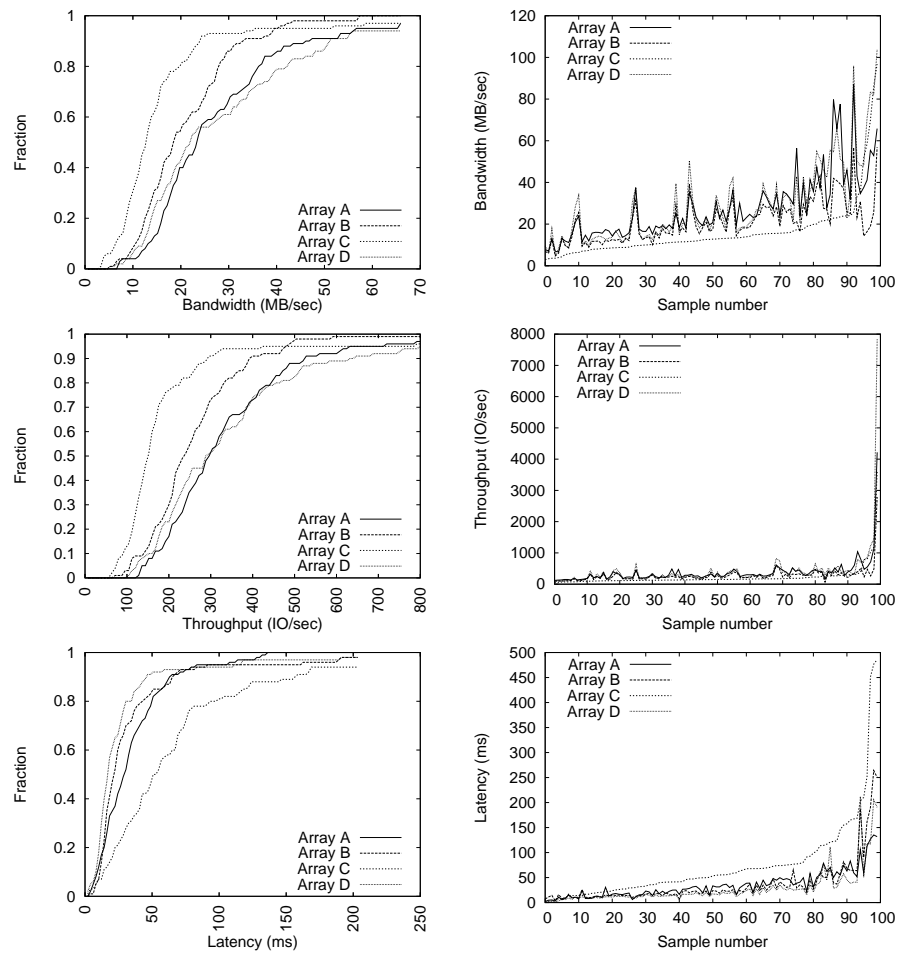 1
0.8
0.6
0.4
0.2
0
Fraction
Array A
Array B
Array C
Array D
0
10
20
30
40
50
60
70
Bandwidth (MB/sec)
120
100
80
60
40
20
0
Bandwidth (MB/sec)
Array A
Array B
Array C
Array D
0 10 20 30 40 50 60 70 80 90 100
Sample number
1
0.9
0.8
0.7
0.6
0.5
0.4
0.3
0.2
0.1
0
Fraction
Array A
Array B
Array C
Array D
0
100
200
300
400
500
600
700
800
Throughput (IO/sec)
8000
7000
6000
5000
4000
3000
2000
1000
0
Throughput (IO/sec)
Array A
Array B
Array C
Array D
0 10 20 30 40 50 60 70 80 90 100
Sample number
1
0.8
0.6
0.4
0.2
0
Fraction
Array A
Array B
Array C
Array D
0
50
100
150
200
250
Latency (ms)
500
450
400
350
300
250
200
150
100
50
0
Latency (ms)
Array A
Array B
Array C
Array D
0 10 20 30 40 50 60 70 80 90 100
Sample number